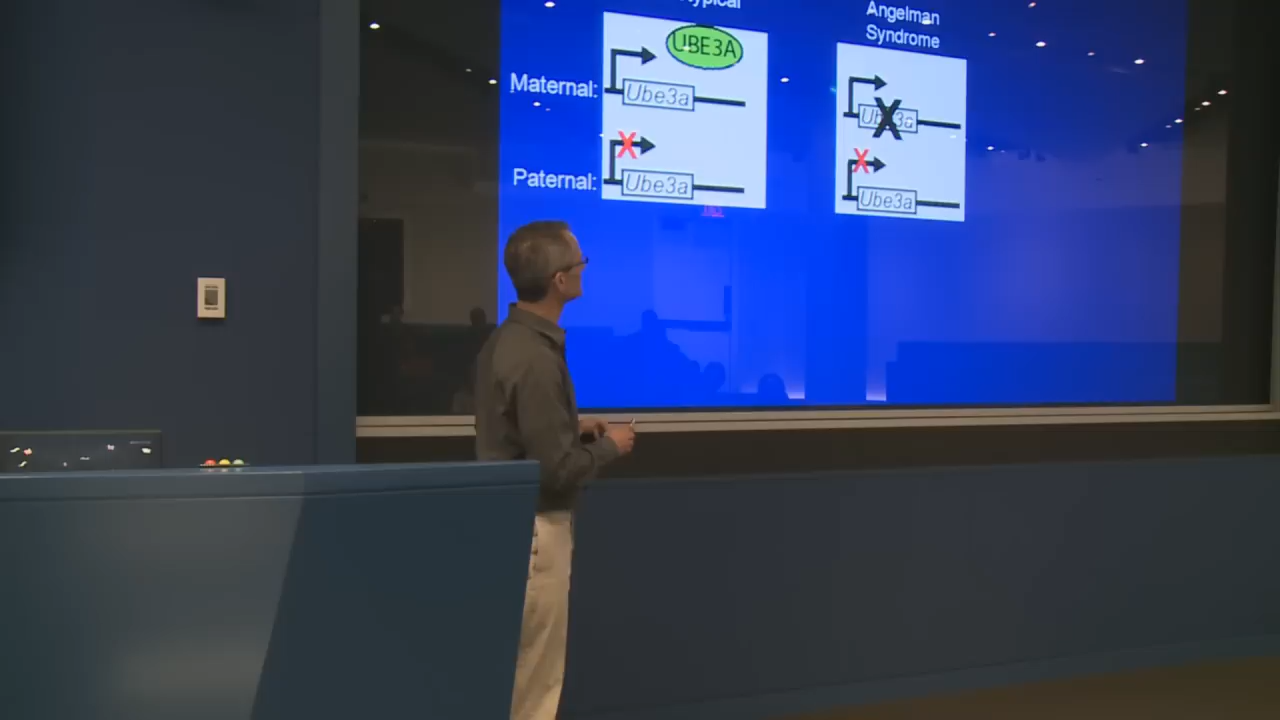 Angelman
Syndrome
UBE3A
Maternal:
Ube3a
X
X
X
Paternal:
Ube3a
Ube3a